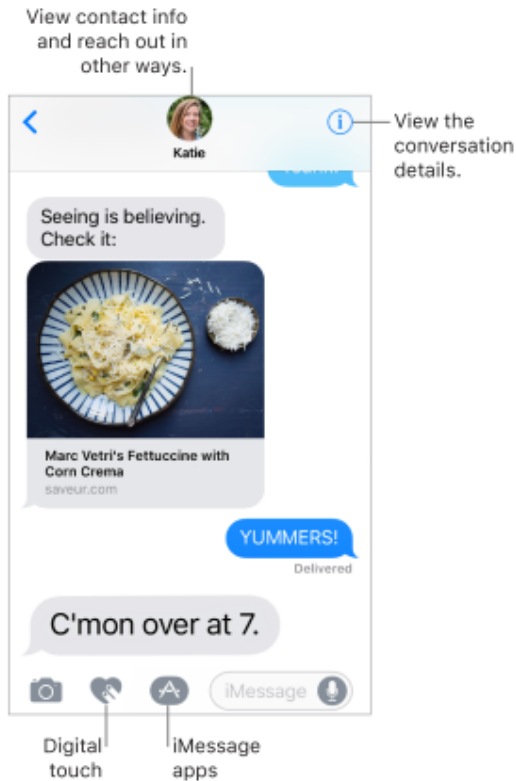 View contact info
and reach out in
other ways.
Katie
View the
conversation
details.
Seeing is believing.
Check it:
Marc Vetri's Fettuccine with
Corn Crema
saveur.com
YUMMERS!
Delivered
C'mon over at 7.
iMessage
Digital
touch
iMessage
apps